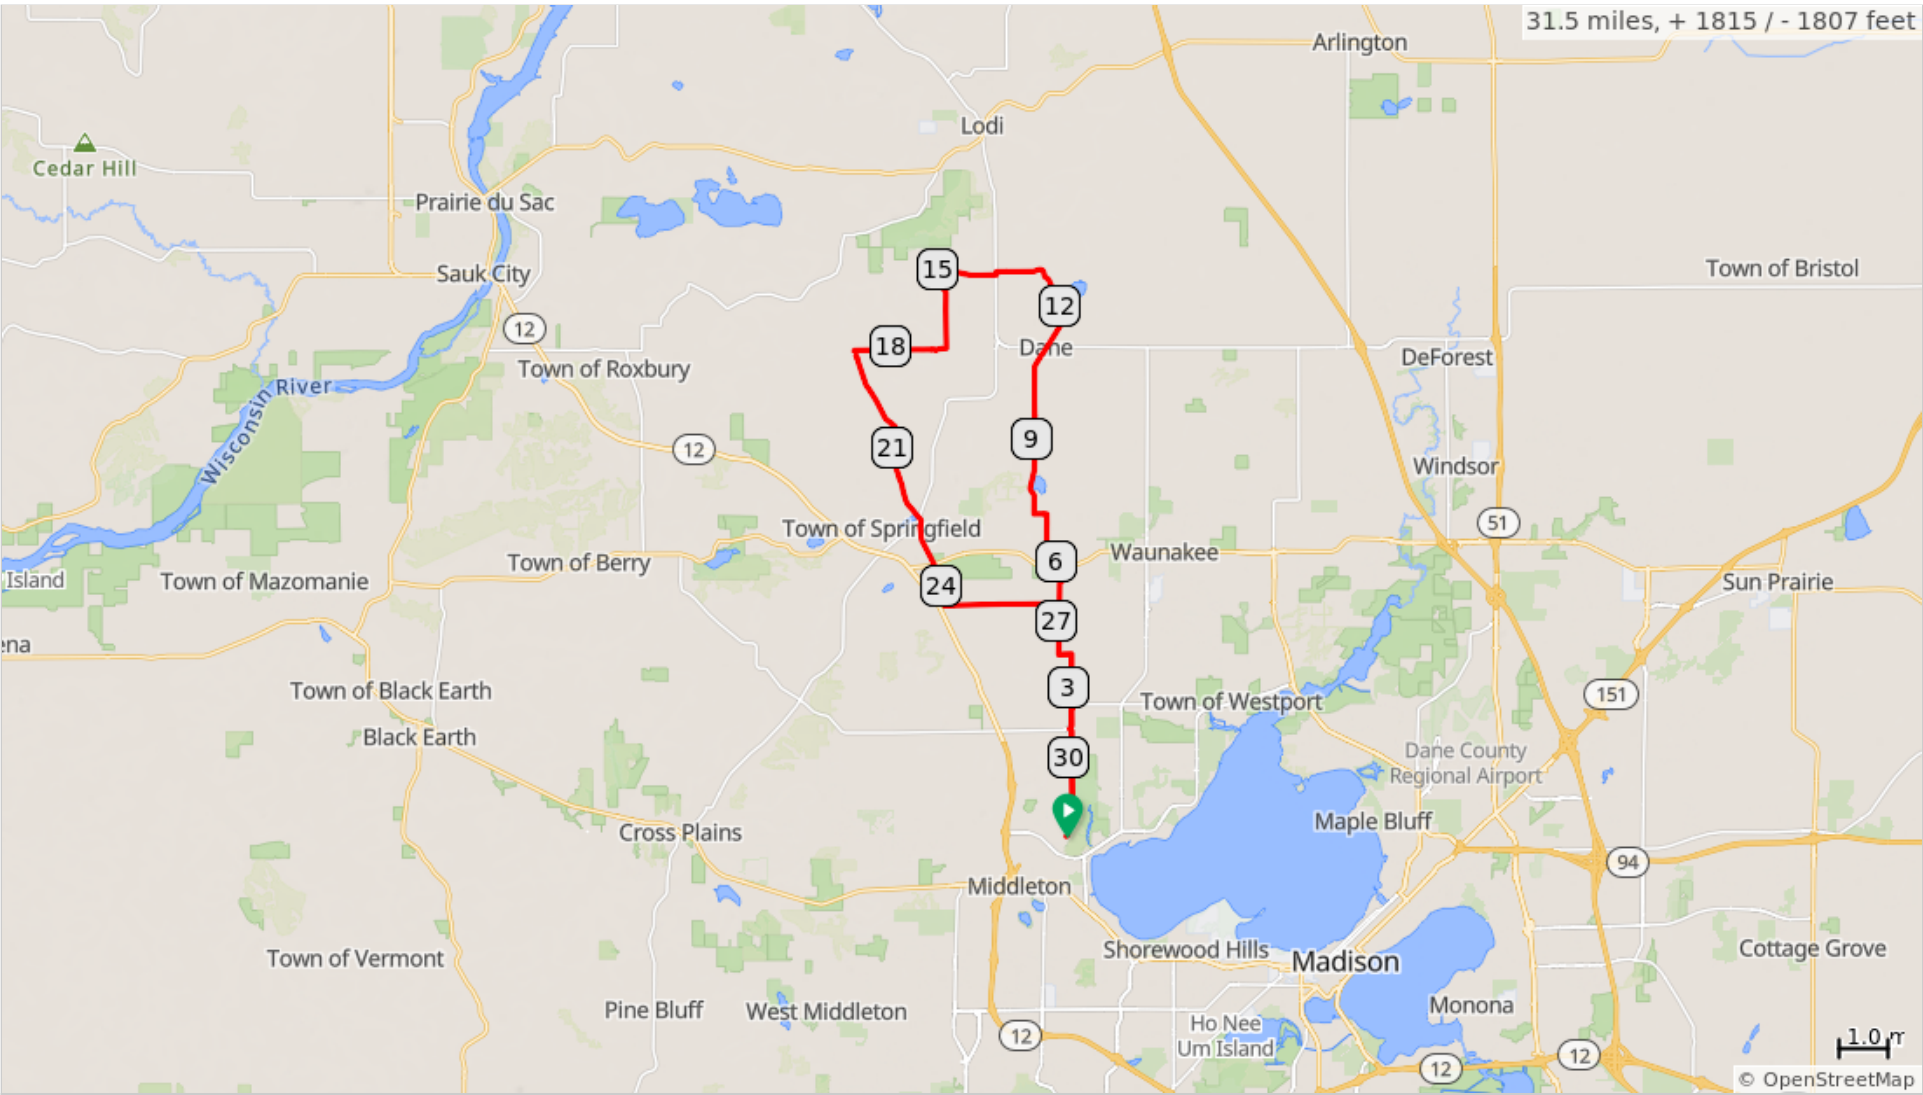 31.5 miles, + 1815 / - 1807 feet
Arlington
Lodi
Cedar Hill
Prairie du Sac
Sauk City
15
12
Town of Bristol
12
18
Dane
DeForest
Town of Roxbury
Wisconsin River
9
21
12
Windsor
Town of Springfield
51
Waunakee
6
Town of Berry
Island
Town of Mazomanie
24
Sun Prairie
27
ena
3
Town of Black Earth
Town of Westport
151
Black Earth
30
Dane County
Regional Airport
Maple Bluff
Cross Plains
94
Middleton
Shorewood Hills
Cottage Grove
Town of Vermont
Madison
Pine Bluff
West Middleton
Monona
Ho Nee
Um Island
12
1.0 m
12
12
© OpenStreetMap